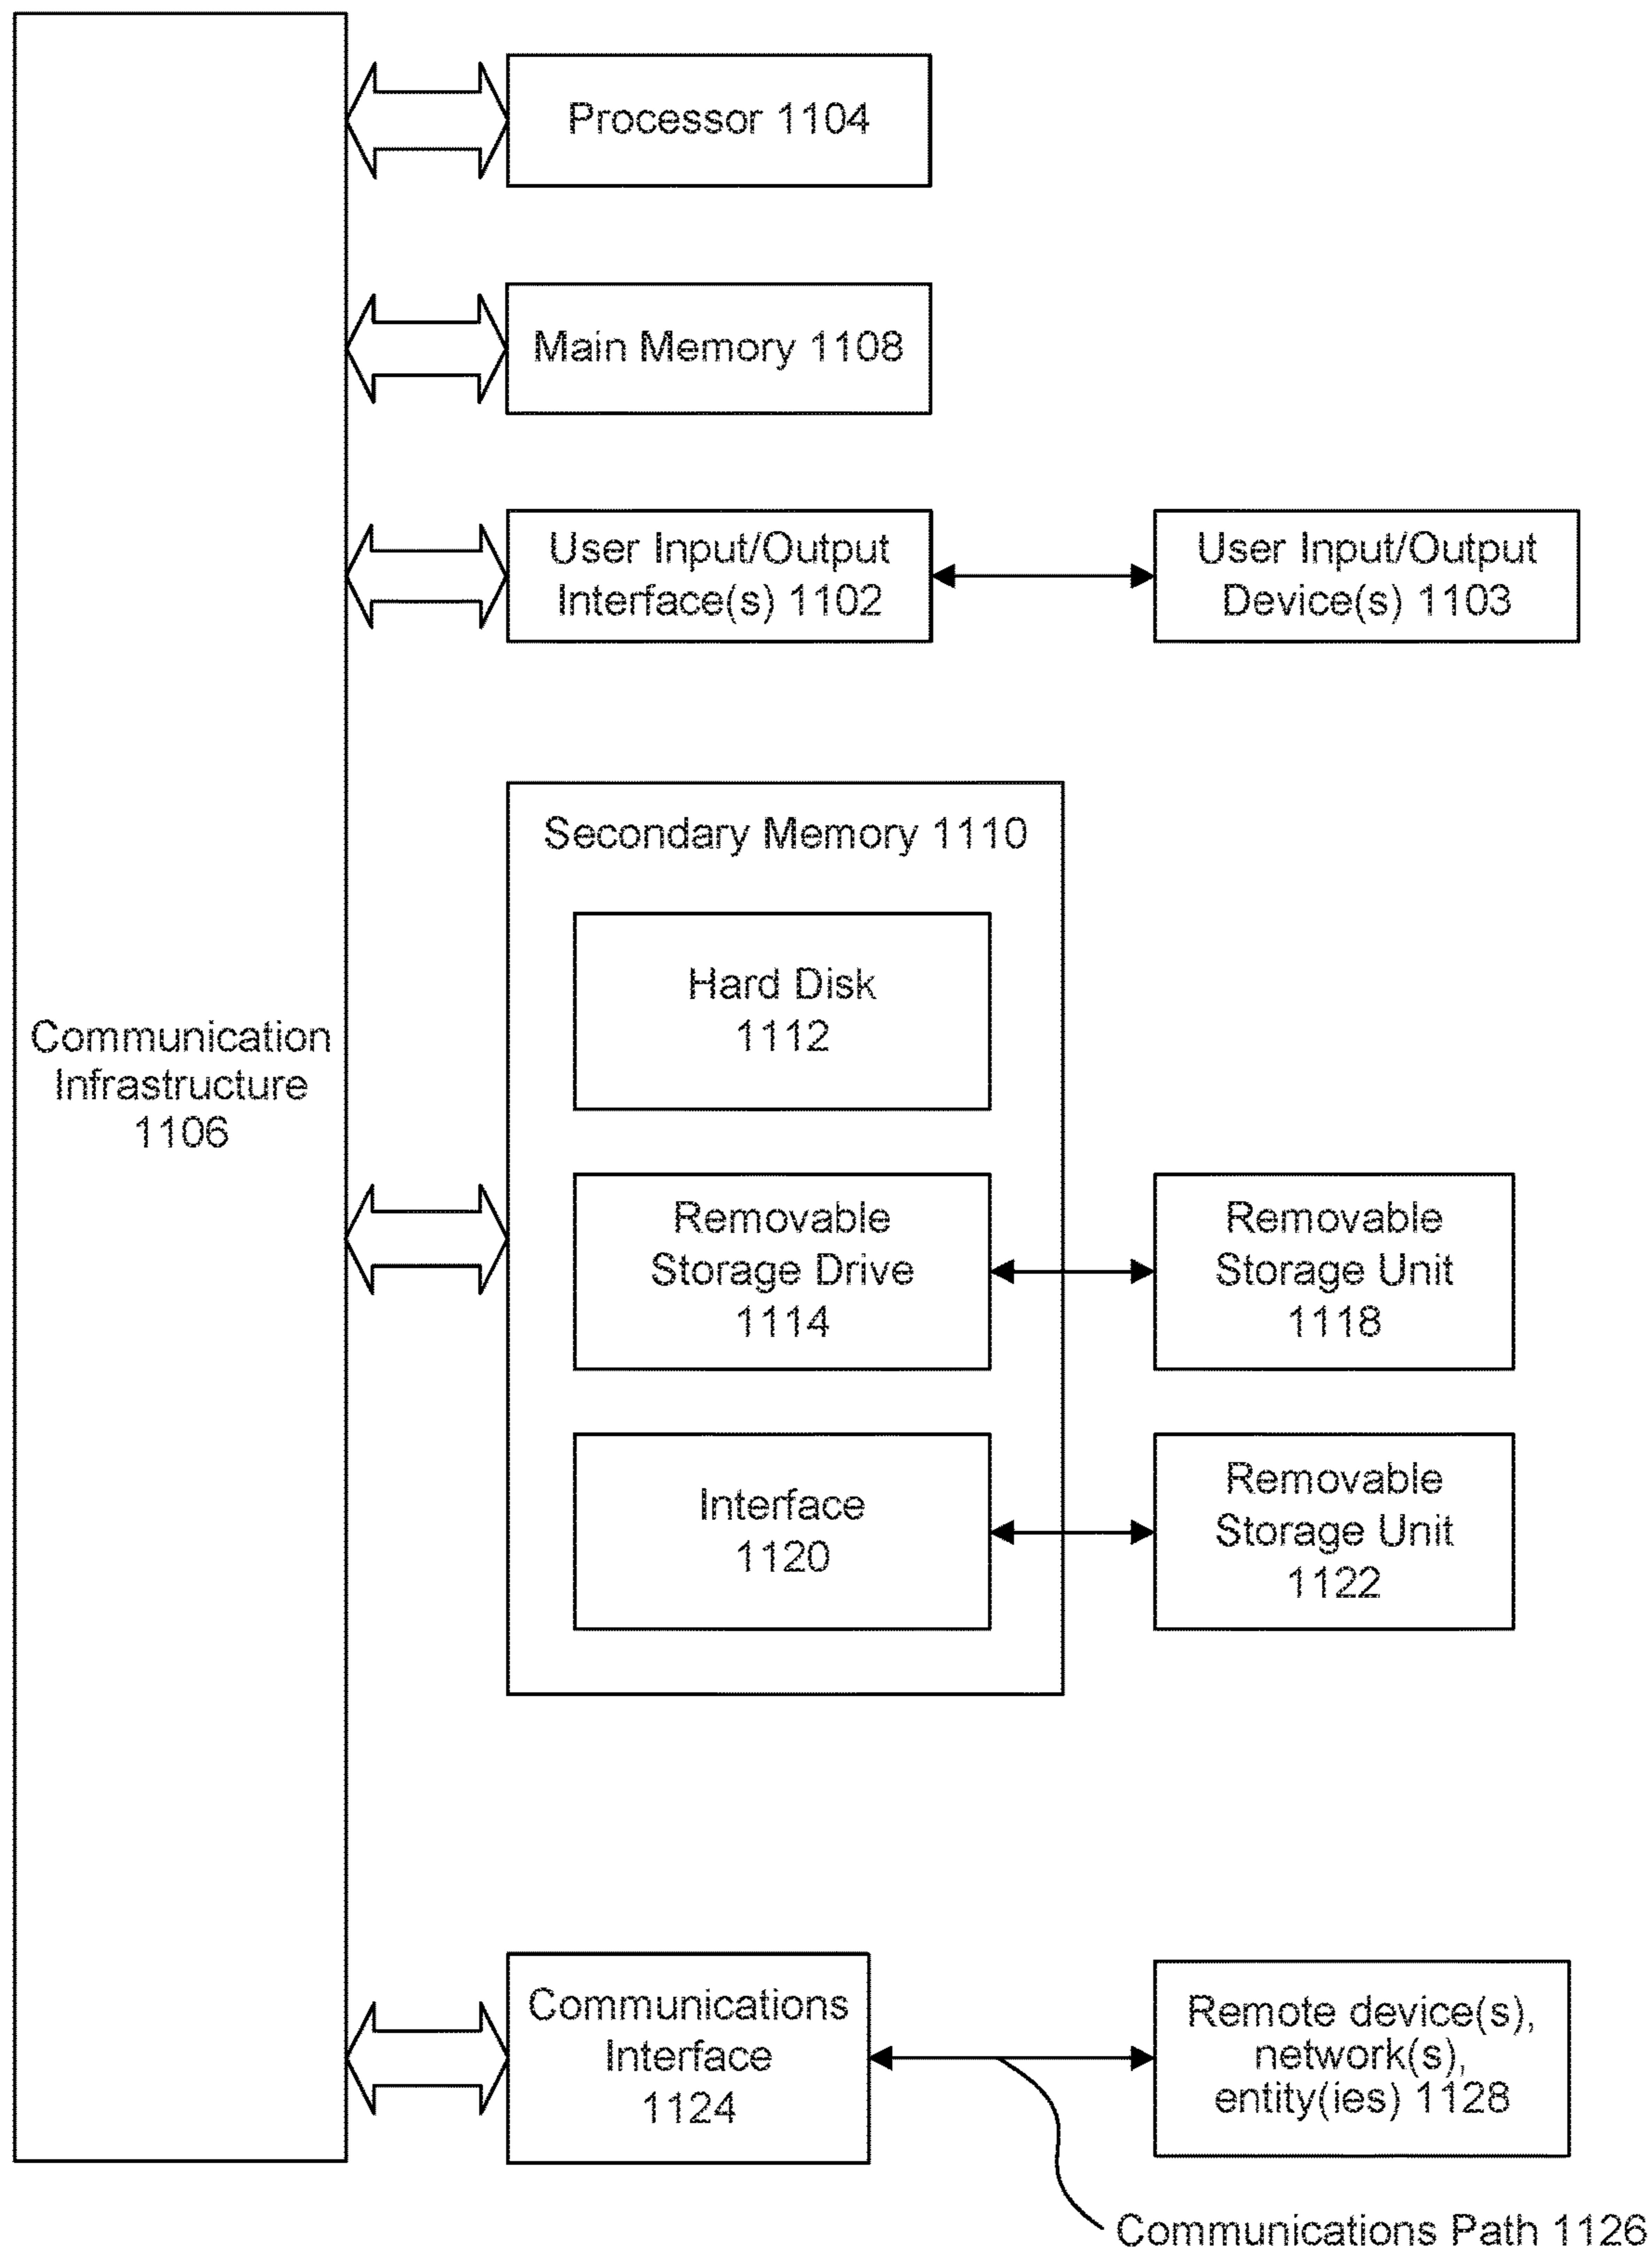 Processor 1104
Main Memory 1108
User Input/Output
Interface(s) 1102
User Input/Output
Device(s) 1103
Communication
Infrastructure
1106
Secondary Memory 1110
Hard Disk
1112
Removable
Storage Drive
1114
Removable
Storage Unit
1118
Interface
1120
Removable
Storage Unit
1122
Communications
Interface
1124
Remote device(s),
network(s),
entity(ies) 1128
Communications Path 1126